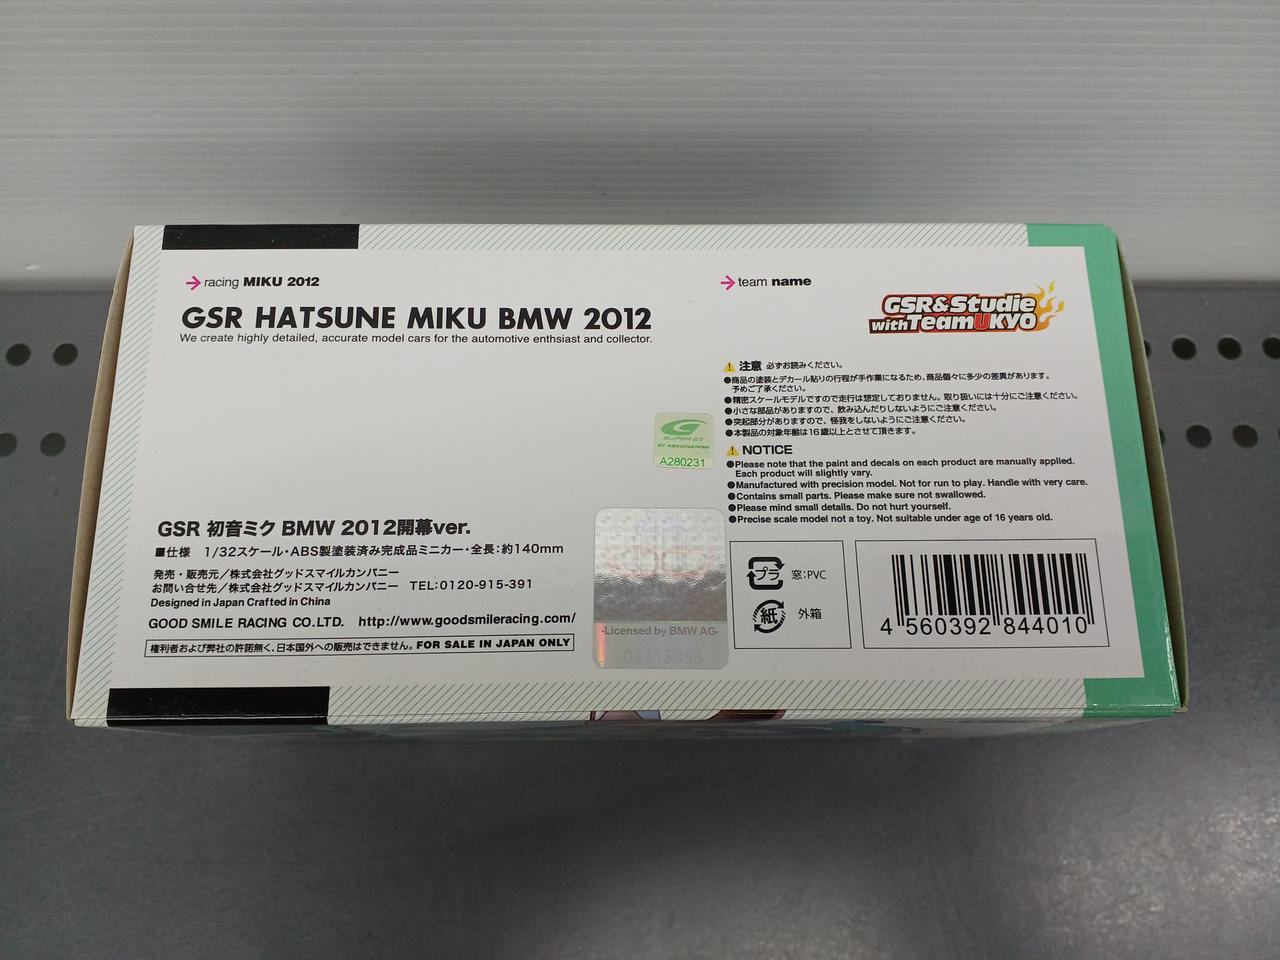 racing MIKU 2012
GSR HATSUNE MIKU BMW 2012
We create highly detailed, accurate model cars for the automotive enthsiast and collector.
team name
GSR&Studie
with TeamUKYO
注意 必ずお読みください。
●商品の塗装とデカール貼りの行程が手作業になるため、商品個々に多少の差異があります。
予めご了承ください。
●精密スケールモデルですので走行は想定しておりません。取り扱いには十分にご注意ください。
●小さな部品がありますので、飲み込んだりしないようにご注意ください。
●突起部分がありますので、怪我をしないようにご注意ください。
●本製品の対象年齢は16歳以上とさせて頂きます。
NOTICE
●Please note that the paint and decals on each product are manually applied.
Each product will slightly vary.
●Manufactured with precision model. Not for run to play. Handle with very care.
●Contains small parts. Please make sure not swallowed.
●Please mind small details. Do not hurt yourself.
●Precise scale model not a toy. Not suitable under age of 16 years old.
SUPER GT
GT-ASSOCIATION
A280231
GSR 初音ミク BMW 2012開幕ver.
■仕様 1/32スケール・ABS製塗装済み完成品ミニカー・全長：約140mm
発売・販売元／株式会社グッドスマイルカンパニー
お問い合せ先／株式会社グッドスマイルカンパニー TEL:0120-915-391
Designed in Japan Crafted in China
GOOD SMILE RACING CO.LTD. http://www.goodsmileracing.com/
権利者および弊社の許諾無く、日本国外への販売はできません。FOR SALE IN JAPAN ONLY
-Licensed by BMW AG-
03113856
プラ 窓：PVC
紙 外箱
4 560392 844010